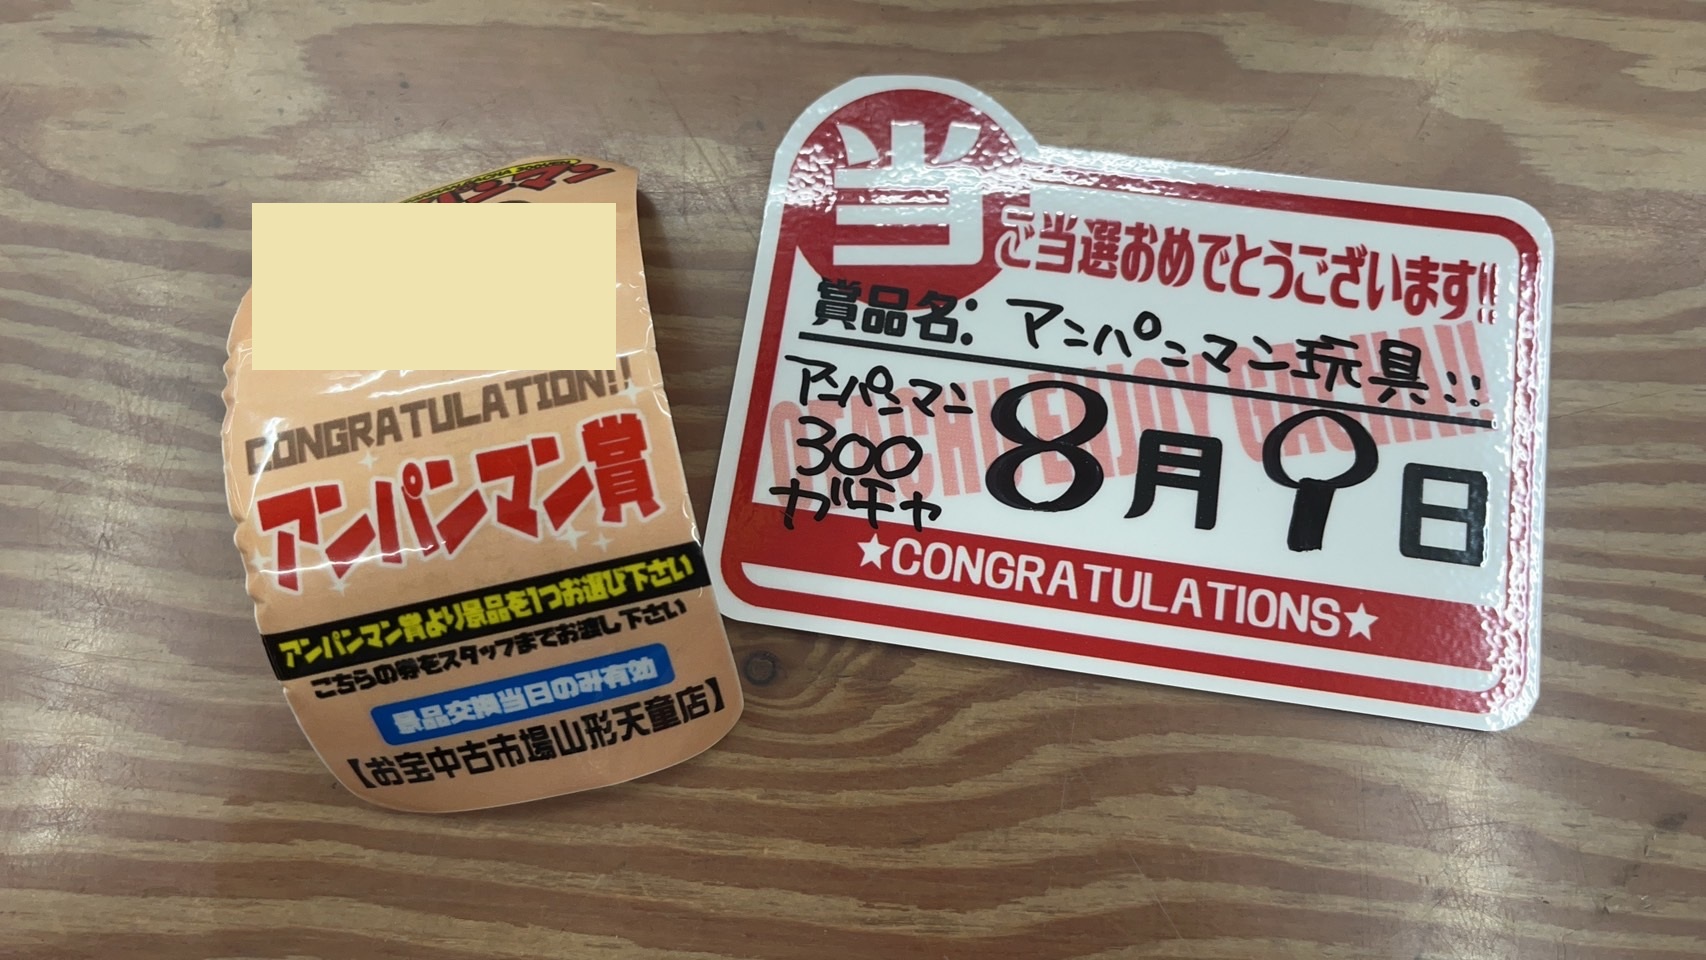 CONGRATULATION!!
アンパンマン賞
アンパンマン賞より景品を1つお選び下さい
こちらの券をスタッフまでお渡し下さい
景品交換当日のみ有効
【お宝中古市場山形天童店】
当
ご当選おめでとうございます!!
賞品名: アンパンマン玩具!!
アンパンマン
300
ガチャ
8月9日
★CONGRATULATIONS★